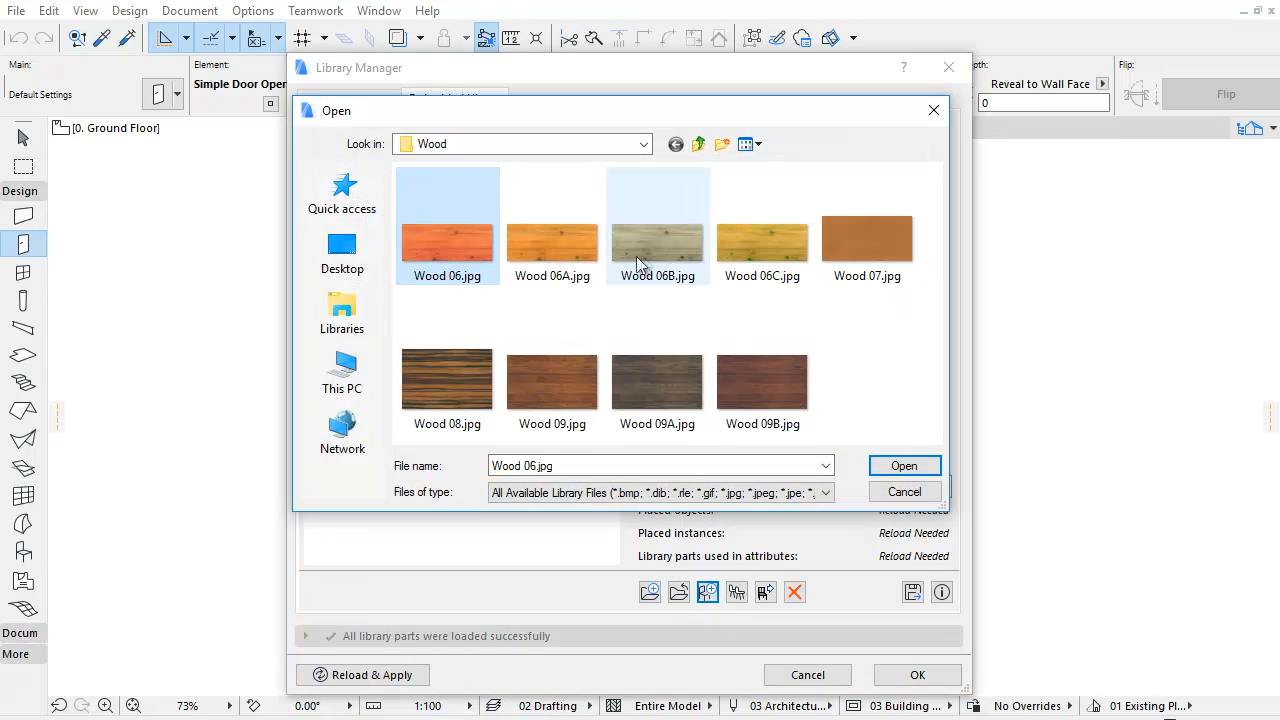 File Edit View Design Document Options Teamwork Window Help
Main:
Default Settings
Element:
Simple Door Ope
Reveal to Wall Face
0
Flip:
Flip
[0. Ground Floor]
Design
Docum
More
Library Manager
?
Open
Look in: Wood
Quick access
Desktop
Libraries
This PC
Network
Wood 06.jpg Wood 06A.jpg Wood 06B.jpg Wood 06C.jpg Wood 07.jpg
Wood 08.jpg Wood 09.jpg Wood 09A.jpg Wood 09B.jpg
File name: Wood 06.jpg Open
Files of type: All Available Library Files (*.bmp; *.dib; *.rle; *.gif; *.jpg; *.jpeg; *.jpe; *. Cancel
Placed objects: Reload Needed
Placed instances: Reload Needed
Library parts used in attributes: Reload Needed
All library parts were loaded successfully
Reload & Apply Cancel OK
73% 0.00° 1:100 02 Drafting Entire Model 03 Architectu... 03 Building ... No Overrides 01 Existing Pl...